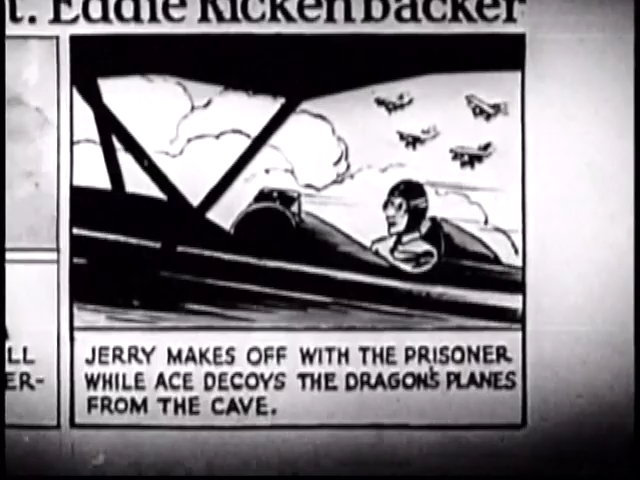 t. Eddie Rickenbacker
LL
ER-
JERRY MAKES OFF WITH THE PRISONER
WHILE ACE DECOYS THE DRAGON'S PLANES
FROM THE CAVE.